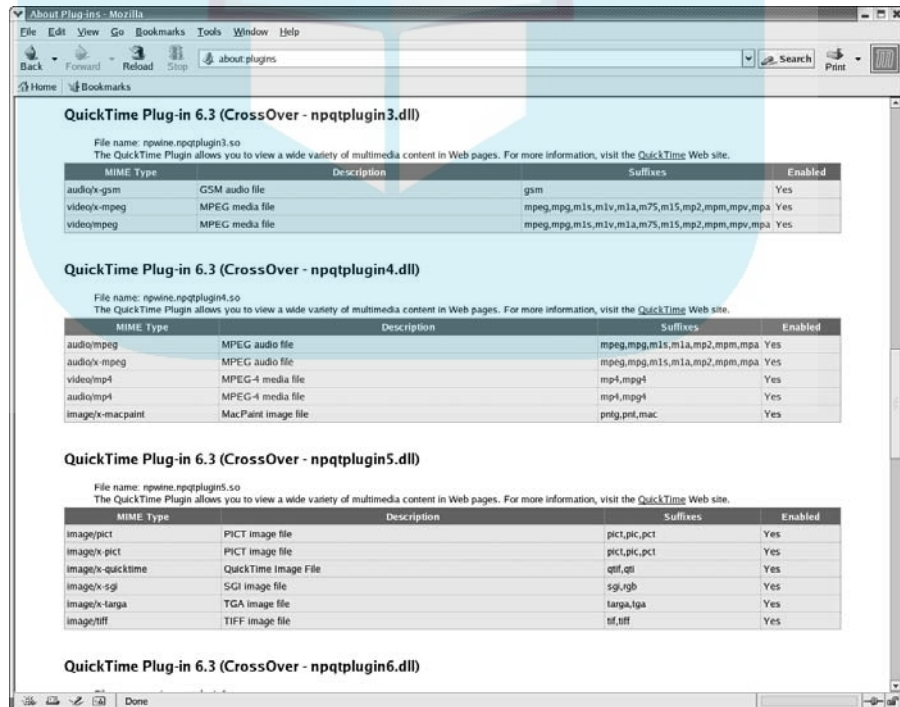 About Plug-ins - Mozilla
File Edit View Go Bookmarks Tools Window Help
Back Forward Reload Stop about:plugins Search Print
Home Bookmarks
QuickTime Plug-in 6.3 (CrossOver - npqtplugin3.dll)
File name: npwine.npqtplugin3.so
The QuickTime Plugin allows you to view a wide variety of multimedia content in Web pages. For more information, visit the QuickTime Web site.
MIME Type Description Suffixes Enabled
audio/x-gsm GSM audio file gsm Yes
video/x-mpeg MPEG media file mpeg,mpg,m1s,m1v,m1a,m75,m15,mp2,mpm,mpv,mpa Yes
video/mpeg MPEG media file mpeg,mpg,m1s,m1v,m1a,m75,m15,mp2,mpm,mpv,mpa Yes
QuickTime Plug-in 6.3 (CrossOver - npqtplugin4.dll)
File name: npwine.npqtplugin4.so
The QuickTime Plugin allows you to view a wide variety of multimedia content in Web pages. For more information, visit the QuickTime Web site.
MIME Type Description Suffixes Enabled
audio/mpeg MPEG audio file mpeg,mpg,m1s,m1a,mp2,mpm,mpa Yes
audio/x-mpeg MPEG audio file mpeg,mpg,m1s,m1a,mp2,mpm,mpa Yes
video/mp4 MPEG-4 media file mp4,mpg4 Yes
audio/mp4 MPEG-4 media file mp4,mpg4 Yes
image/x-macpaint MacPaint image file pntg,pnt,mac Yes
QuickTime Plug-in 6.3 (CrossOver - npqtplugin5.dll)
File name: npwine.npqtplugin5.so
The QuickTime Plugin allows you to view a wide variety of multimedia content in Web pages. For more information, visit the QuickTime Web site.
MIME Type Description Suffixes Enabled
image/pict PICT image file pict,pic,pct Yes
image/x-pict PICT image file pict,pic,pct Yes
image/x-quicktime QuickTime Image File qtif,qti Yes
image/x-sgi SGI image file sgi,rgb Yes
image/x-targa TGA image file targa,tga Yes
image/tiff TIFF image file tif,tiff Yes
QuickTime Plug-in 6.3 (CrossOver - npqtplugin6.dll)
Done